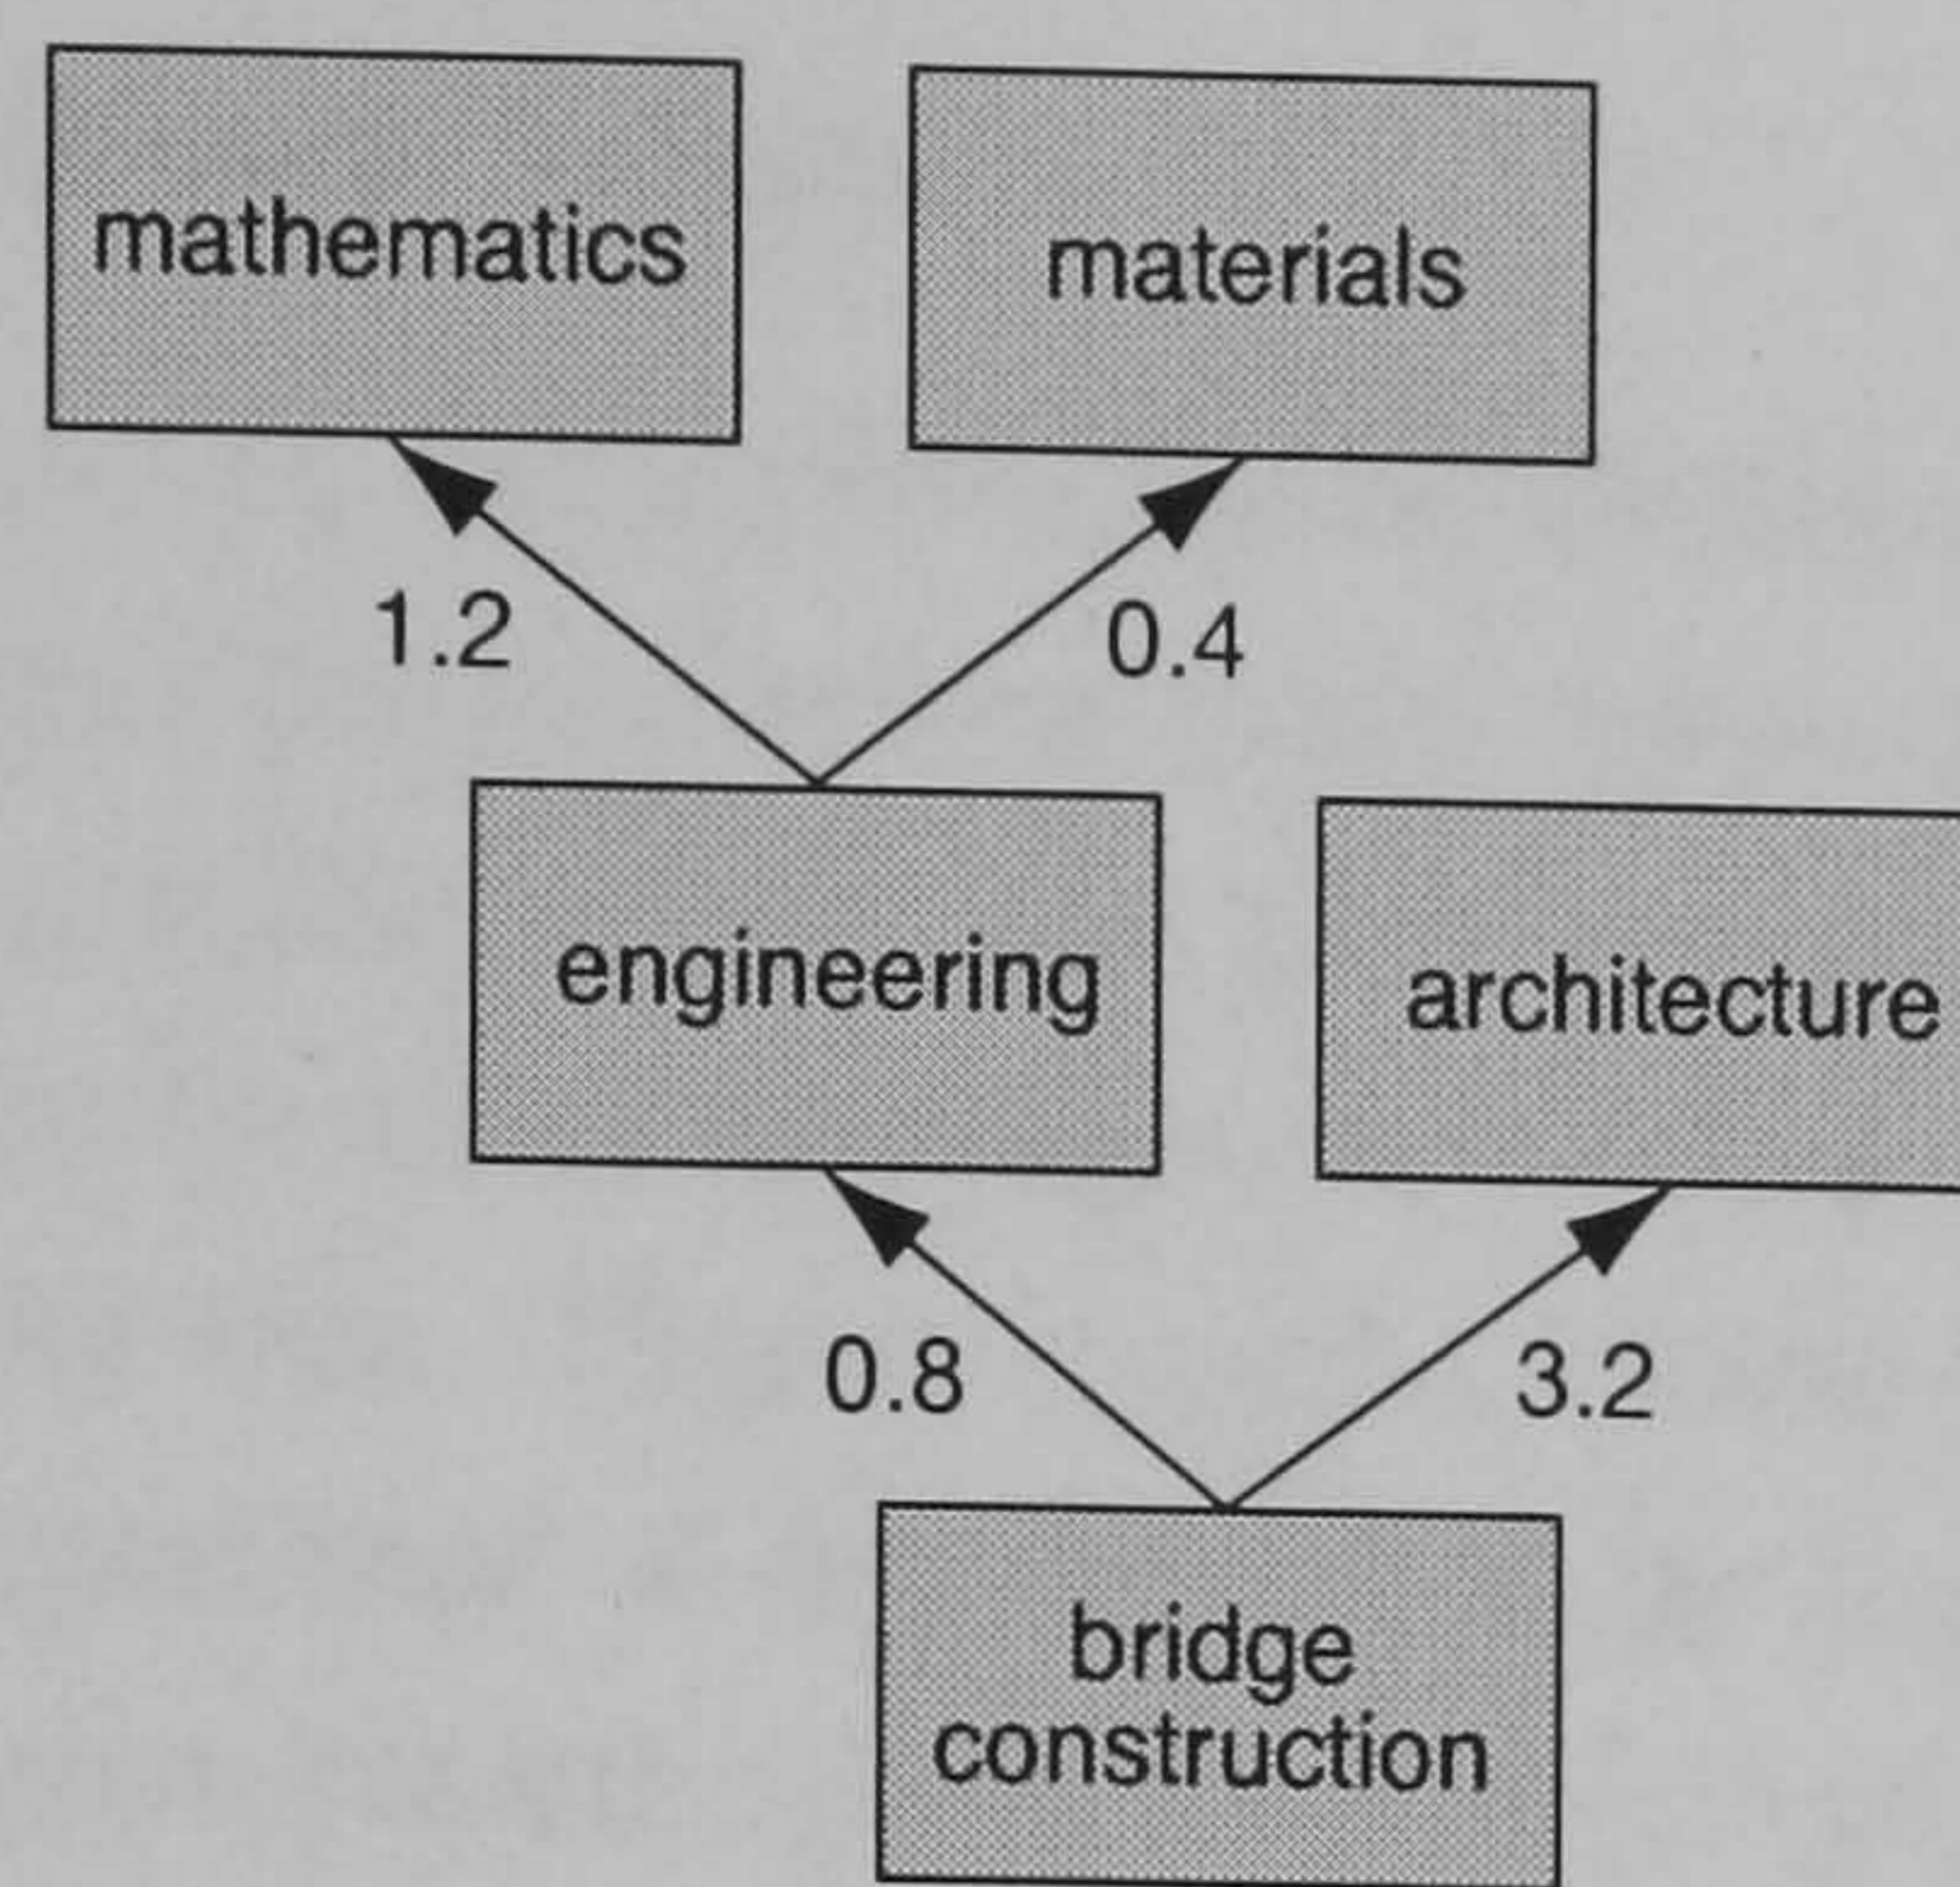 mathematics
materials
1.2
0.4
engineering
architecture
0.8
3.2
bridge
construction